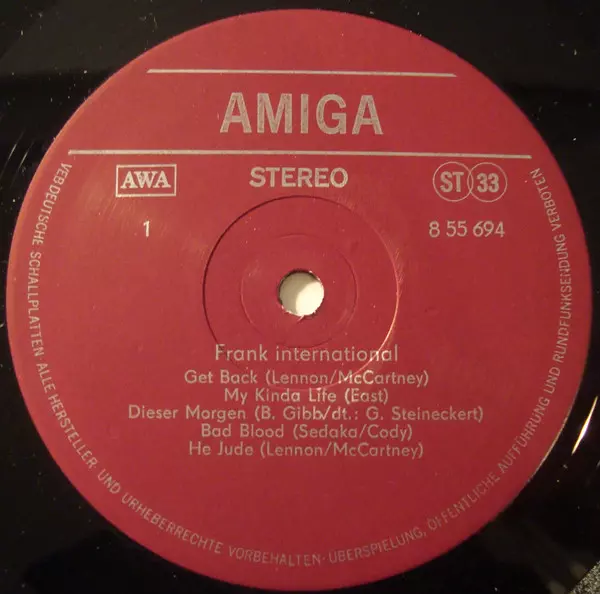 AMIGA
AWA
STEREO
ST 33
1
8 55 694
Frank international
Get Back (Lennon/McCartney)
My Kinda Life (East)
Dieser Morgen (B. Gibb/dt.: G. Steineckert)
Bad Blood (Sedaka/Cody)
He Jude (Lennon/McCartney)
VEB DEUTSCHE SCHALLPLATTEN · ALLE HERSTELLER- UND URHEBERRECHTE VORBEHALTEN · ÜBERSPIELUNG, ÖFFENTLICHE AUFFÜHRUNG UND RUNDFUNKSENDUNG VERBOTEN